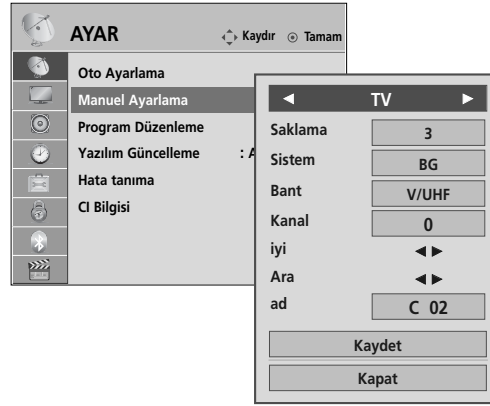 AYAR
Kaydır Tamam
Oto Ayarlama
Manuel Ayarlama
Program Düzenleme
Yazılım Güncelleme : A
Hata tanıma
CI Bilgisi
TV
Saklama 3
Sistem BG
Bant V/UHF
Kanal 0
iyi
Ara
ad C 02
Kaydet
Kapat